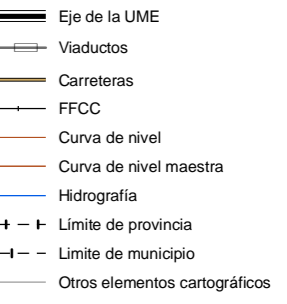 Eje de la UME
Viaductos
Carreteras
FFCC
Curva de nivel
Curva de nivel maestra
Hidrografía
Límite de provincia
Limite de municipio
Otros elementos cartográficos